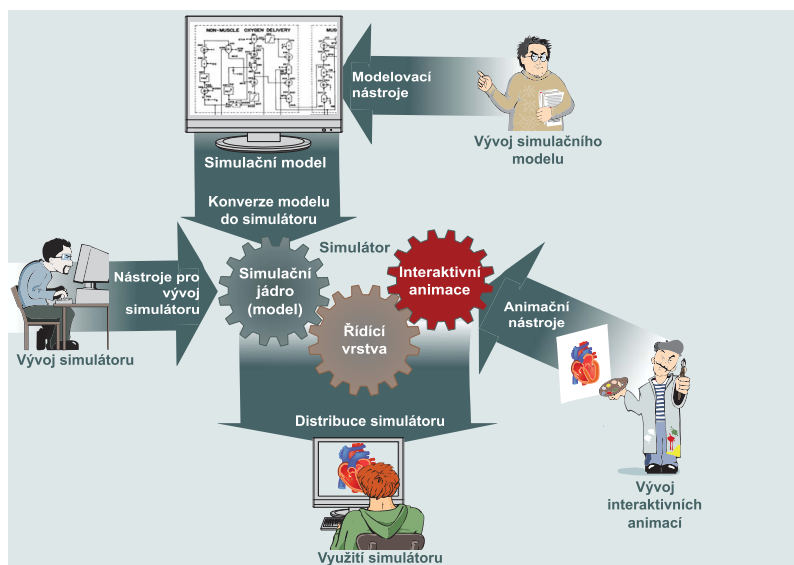 NON-MUSCLE OXYGEN DELIVERY
MUS
Modelovací
nástroje
Vývoj simulačního
modelu
Simulační model
Konverze modelu
do simulátoru
Simulátor
Simulační
jádro
(model)
Interaktivní
animace
Nástroje pro
vývoj
simulátoru
Animační
nástroje
Řídící
vrstva
Vývoj simulátoru
Distribuce simulátoru
Vývoj
interaktivních
animací
Využití simulátoru